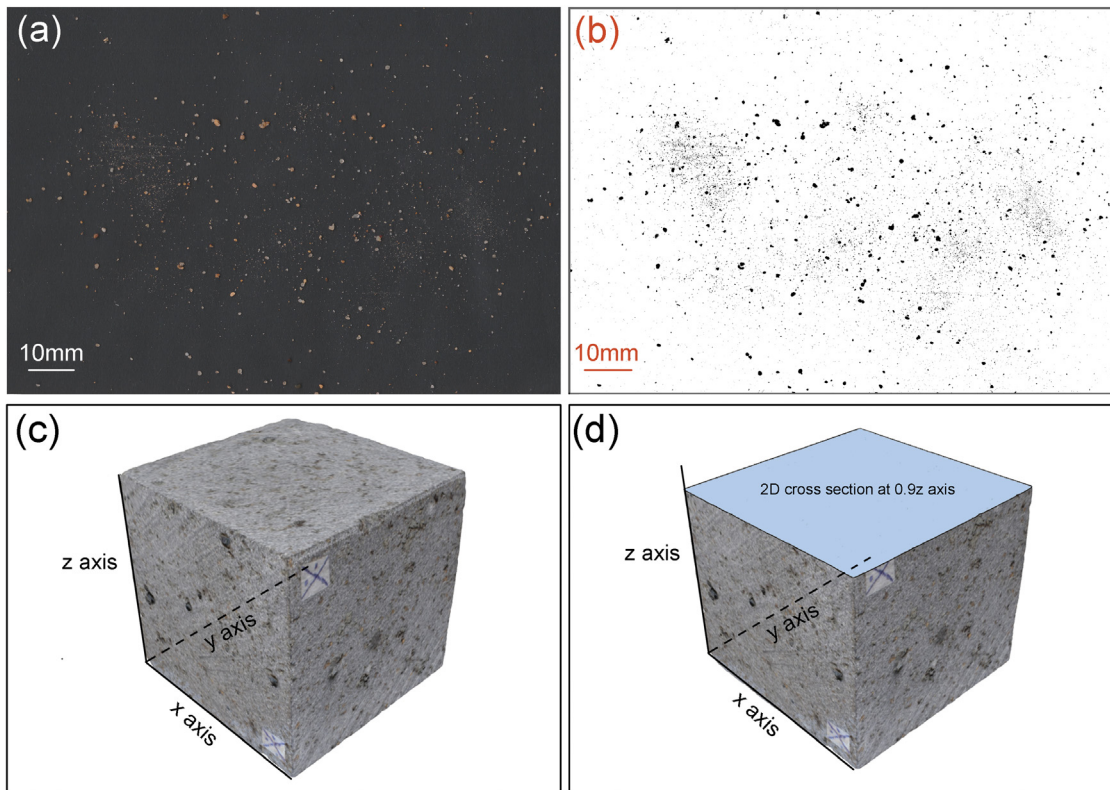 (a)
10mm
(b)
10mm
(c)
z axis
y axis
x axis
(d)
2D cross section at 0.9z axis
z axis
y axis
x axis